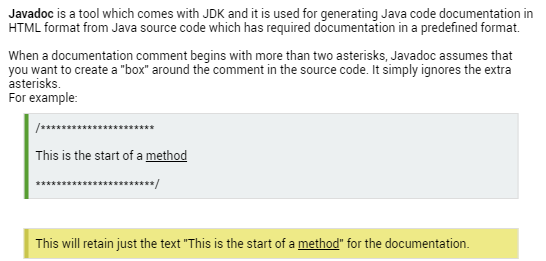 Javadoc is a tool which comes with JDK and it is used for generating Java code documentation in
HTML format from Java source code which has required documentation in a predefined format.
When a documentation comment begins with more than two asterisks, Javadoc assumes that
you want to create a "box" around the comment in the source code. It simply ignores the extra
asterisks.
For example:
/**********************
This is the start of a method
***********************/
This will retain just the text "This is the start of a method" for the documentation.